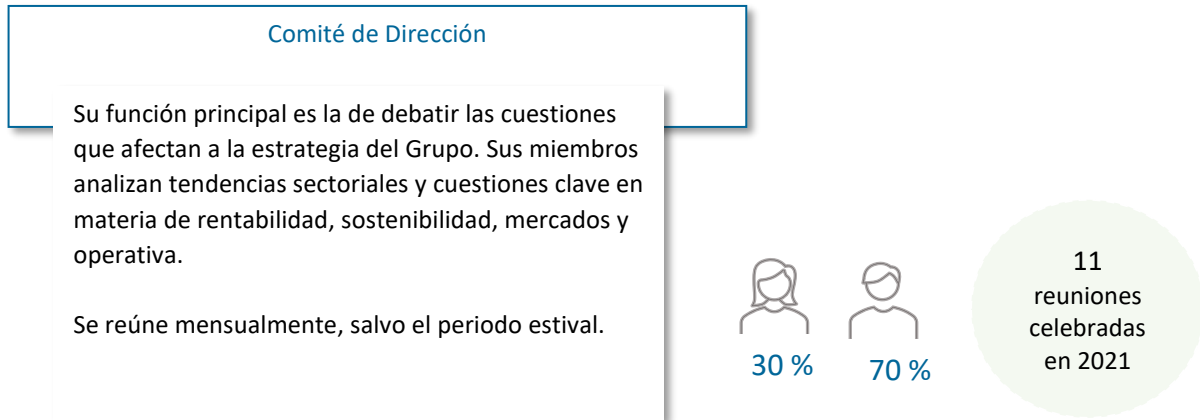 Comité de Dirección
Su función principal es la de debatir las cuestiones
que afectan a la estrategia del Grupo. Sus miembros
analizan tendencias sectoriales y cuestiones clave en
materia de rentabilidad, sostenibilidad, mercados y
operativa.
Se reúne mensualmente, salvo el periodo estival.
30 %
70 %
11
reuniones
celebradas
en 2021